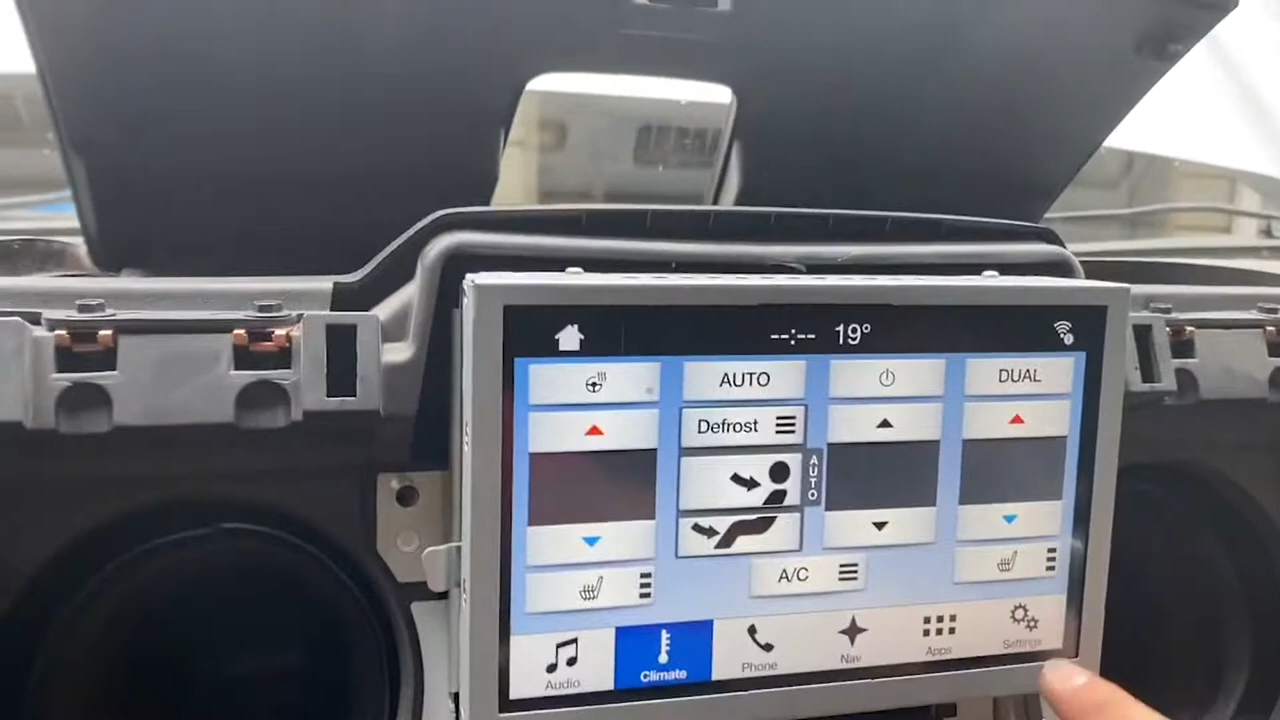 --:-- 19°
AUTO
DUAL
Defrost
AUTO
A/C
Audio
Climate
Phone
Nav
Apps
Settings